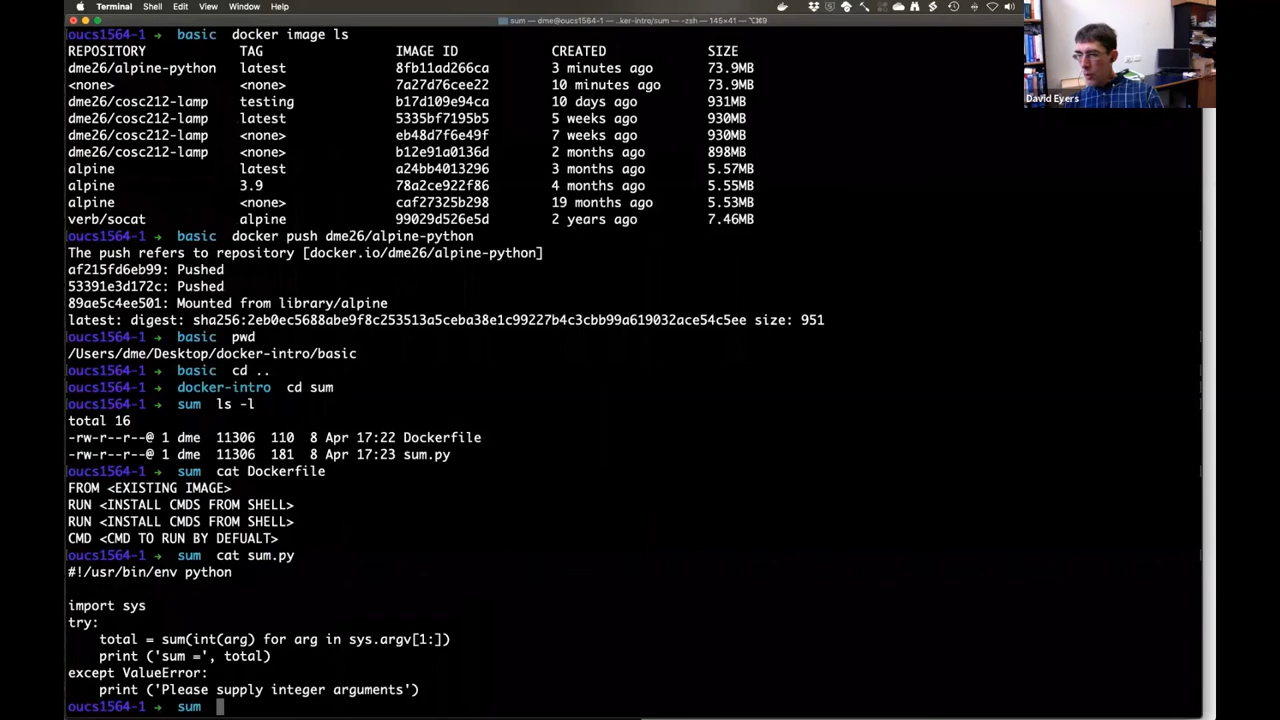 Terminal Shell Edit View Window Help
sum — dme@oucs1564-1 — ..ker-intro/sum — -zsh — 145×41 ⌥⌘9
oucs1564-1 → basic docker image ls
REPOSITORY TAG IMAGE ID CREATED SIZE
dme26/alpine-python latest 8fb11ad266ca 3 minutes ago 73.9MB
<none> <none> 7a27d76cee22 10 minutes ago 73.9MB
dme26/cosc212-lamp testing b17d109e94ca 10 days ago 931MB
dme26/cosc212-lamp latest 5335bf7195b5 5 weeks ago 930MB
dme26/cosc212-lamp <none> eb48d7f6e49f 7 weeks ago 930MB
dme26/cosc212-lamp <none> b12e91a0136d 2 months ago 898MB
alpine latest a24bb4013296 3 months ago 5.57MB
alpine 3.9 78a2ce922f86 4 months ago 5.55MB
alpine <none> caf27325b298 19 months ago 5.53MB
verb/socat alpine 99029d526e5d 2 years ago 7.46MB
oucs1564-1 → basic docker push dme26/alpine-python
The push refers to repository [docker.io/dme26/alpine-python]
af215fd6eb99: Pushed
53391e3d172c: Pushed
89ae5c4ee501: Mounted from library/alpine
latest: digest: sha256:2eb0ec5688abe9f8c253513a5ceba38e1c99227b4c3cbb99a619032ace54c5ee size: 951
oucs1564-1 → basic pwd
/Users/dme/Desktop/docker-intro/basic
oucs1564-1 → basic cd ..
oucs1564-1 → docker-intro cd sum
oucs1564-1 → sum ls -l
total 16
-rw-r--r--@ 1 dme 11306 110 8 Apr 17:22 Dockerfile
-rw-r--r--@ 1 dme 11306 181 8 Apr 17:23 sum.py
oucs1564-1 → sum cat Dockerfile
FROM <EXISTING IMAGE>
RUN <INSTALL CMDS FROM SHELL>
RUN <INSTALL CMDS FROM SHELL>
CMD <CMD TO RUN BY DEFUALT>
oucs1564-1 → sum cat sum.py
#!/usr/bin/env python
import sys
try:
total = sum(int(arg) for arg in sys.argv[1:])
print ('sum =', total)
except ValueError:
print ('Please supply integer arguments')
oucs1564-1 → sum
David Eyers